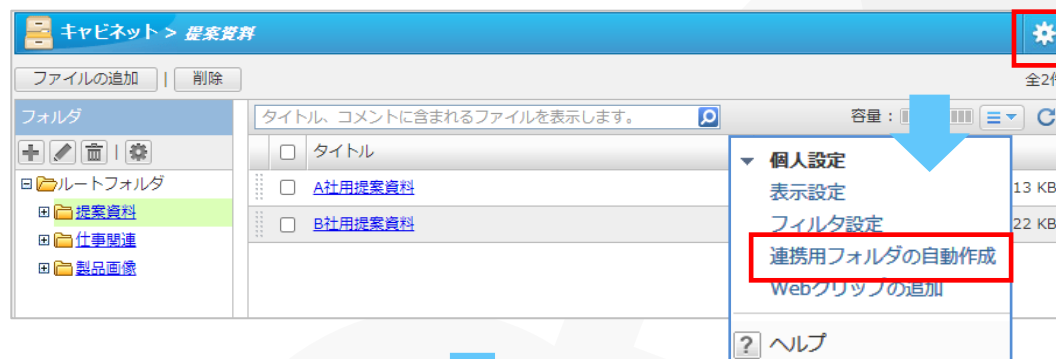 キャビネット > 提案資料
ファイルの追加 | 削除
全2件
フォルダ
タイトル、コメントに含まれるファイルを表示します。
容量：
タイトル
ルートフォルダ
提案資料
仕事関連
製品画像
A社用提案資料
13 KB
B社用提案資料
22 KB
個人設定
表示設定
フィルタ設定
連携用フォルダの自動作成
Webクリップの追加
? ヘルプ